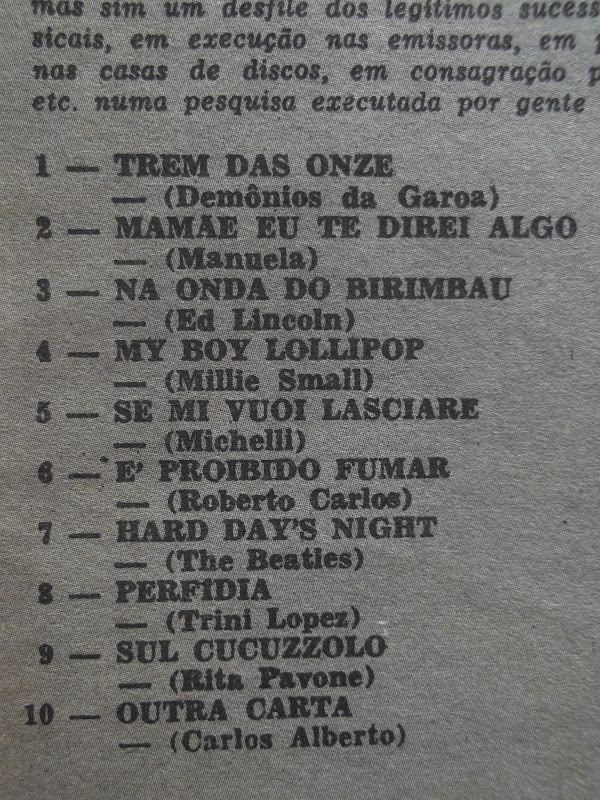 mas sim um desfile dos legítimos sucess
sicais, em execução nas emissoras, em
nas casas de discos, em consagração p
etc. numa pesquisa executada por gente
1 — TREM DAS ONZE
— (Demônios da Garoa)
2 — MAMÃE EU TE DIREI ALGO
— (Manuela)
3 — NA ONDA DO BIRIMBAU
— (Ed Lincoln)
4 — MY BOY LOLLIPOP
— (Millie Small)
5 — SE MI VUOI LASCIARE
— (Michelli)
6 — E' PROIBIDO FUMAR
— (Roberto Carlos)
7 — HARD DAY'S NIGHT
— (The Beatles)
8 — PERFÍDIA
— (Trini Lopez)
9 — SUL CUCUZZOLO
— (Rita Pavone)
10 — OUTRA CARTA
— (Carlos Alberto)